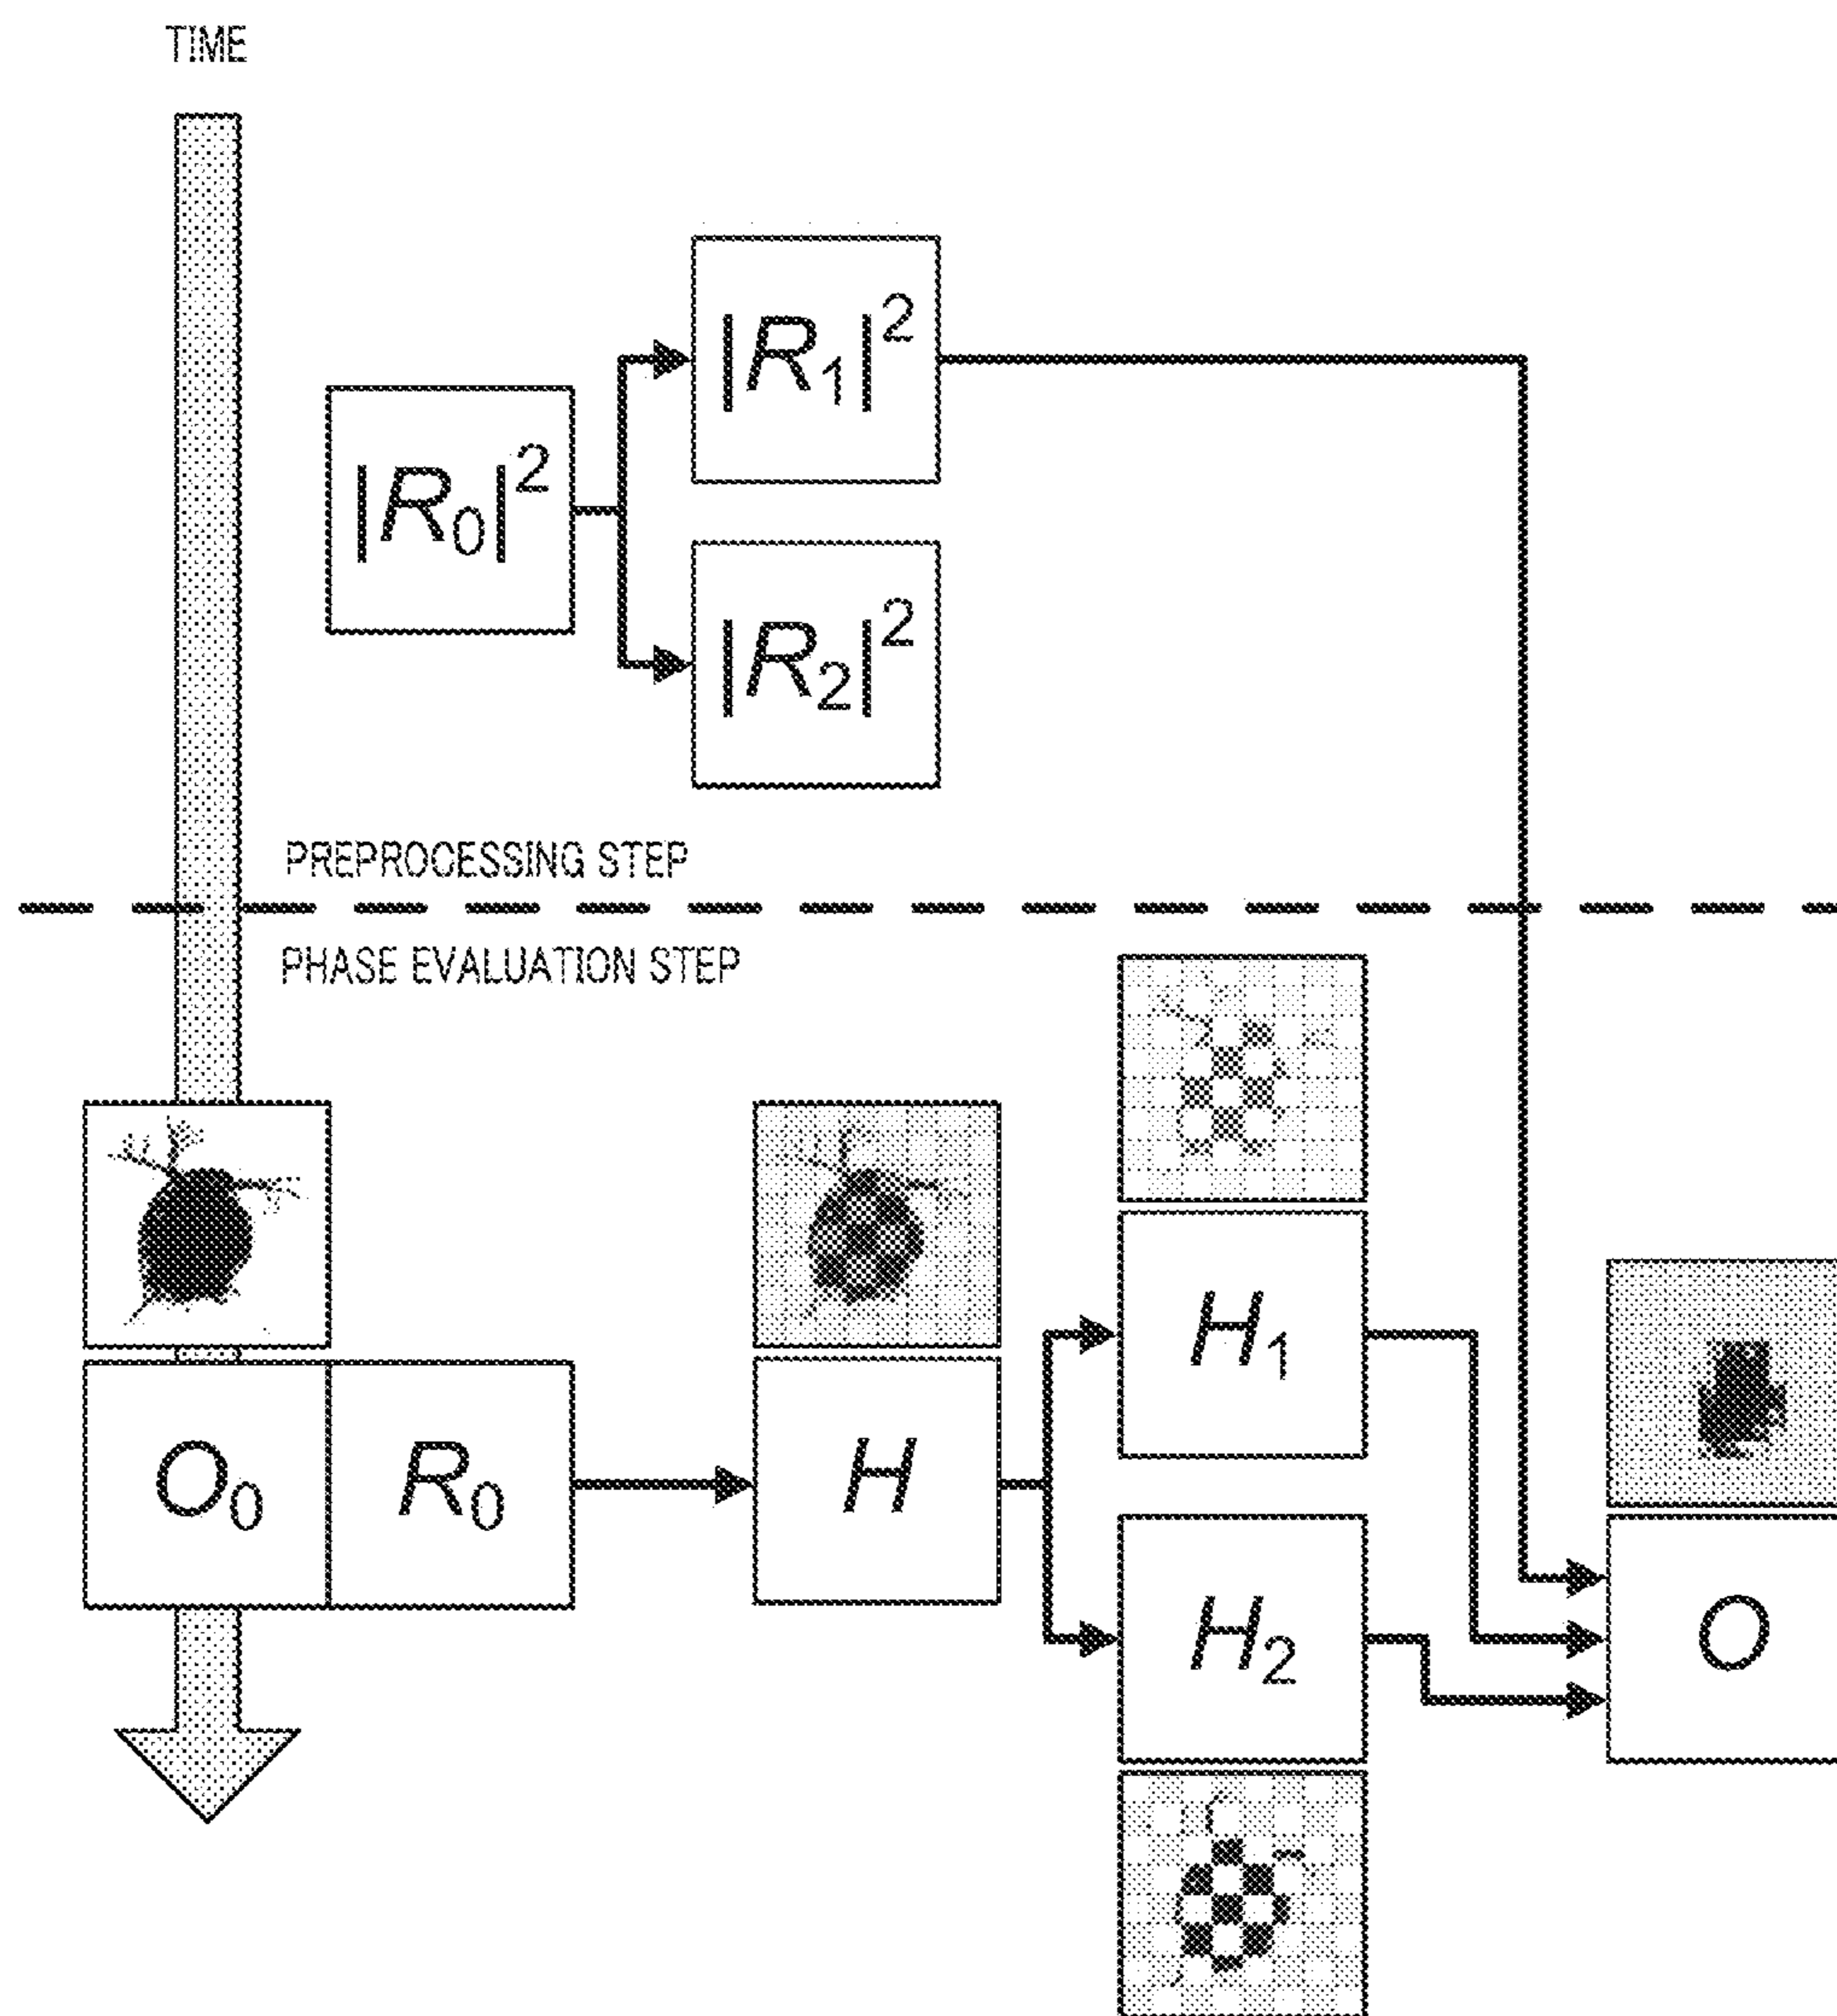 TIME
|R₁|²
|R₀|²
|R₂|²
PREPROCESSING STEP
PHASE EVALUATION STEP
H₁
O₀ R₀ H
H₂ O